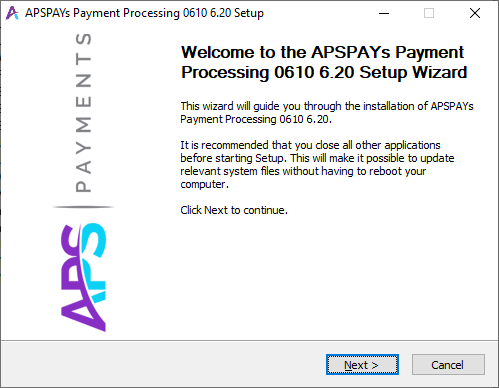 APSPAYs Payment Processing 0610 6.20 Setup
Welcome to the APSPAYs Payment
Processing 0610 6.20 Setup Wizard
This wizard will guide you through the installation of APSPAYs
Payment Processing 0610 6.20.
It is recommended that you close all other applications
before starting Setup. This will make it possible to update
relevant system files without having to reboot your
computer.
Click Next to continue.
APS | PAYMENTS
Next >
Cancel